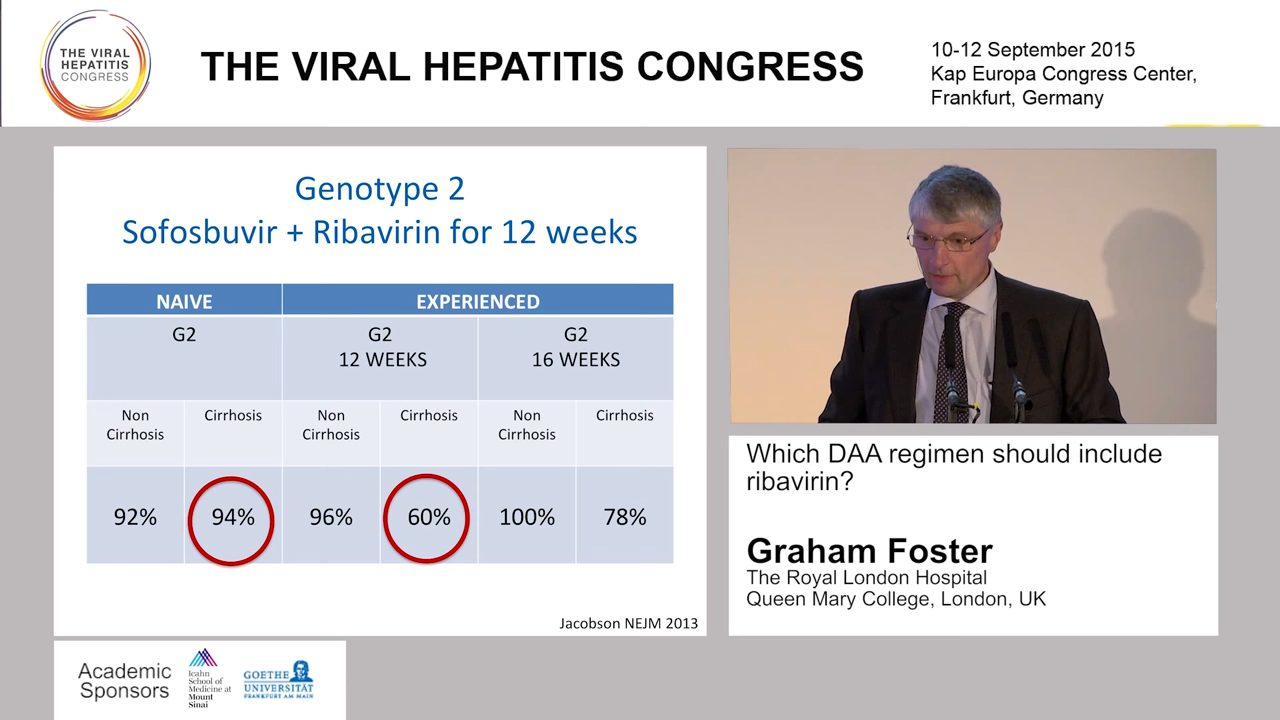 THE VIRAL
HEPATITIS
CONGRESS
THE VIRAL HEPATITIS CONGRESS
10-12 September 2015
Kap Europa Congress Center,
Frankfurt, Germany
Genotype 2
Sofosbuvir + Ribavirin for 12 weeks
NAIVE EXPERIENCED
G2 G2 G2
12 WEEKS 16 WEEKS
Non Cirrhosis Non Cirrhosis Non Cirrhosis
Cirrhosis Cirrhosis Cirrhosis
92% 94% 96% 60% 100% 78%
Jacobson NEJM 2013
Which DAA regimen should include
ribavirin?
Graham Foster
The Royal London Hospital
Queen Mary College, London, UK
Academic
Sponsors
Icahn
School of
Medicine at
Mount
Sinai
GOETHE
UNIVERSITÄT
FRANKFURT AM MAIN